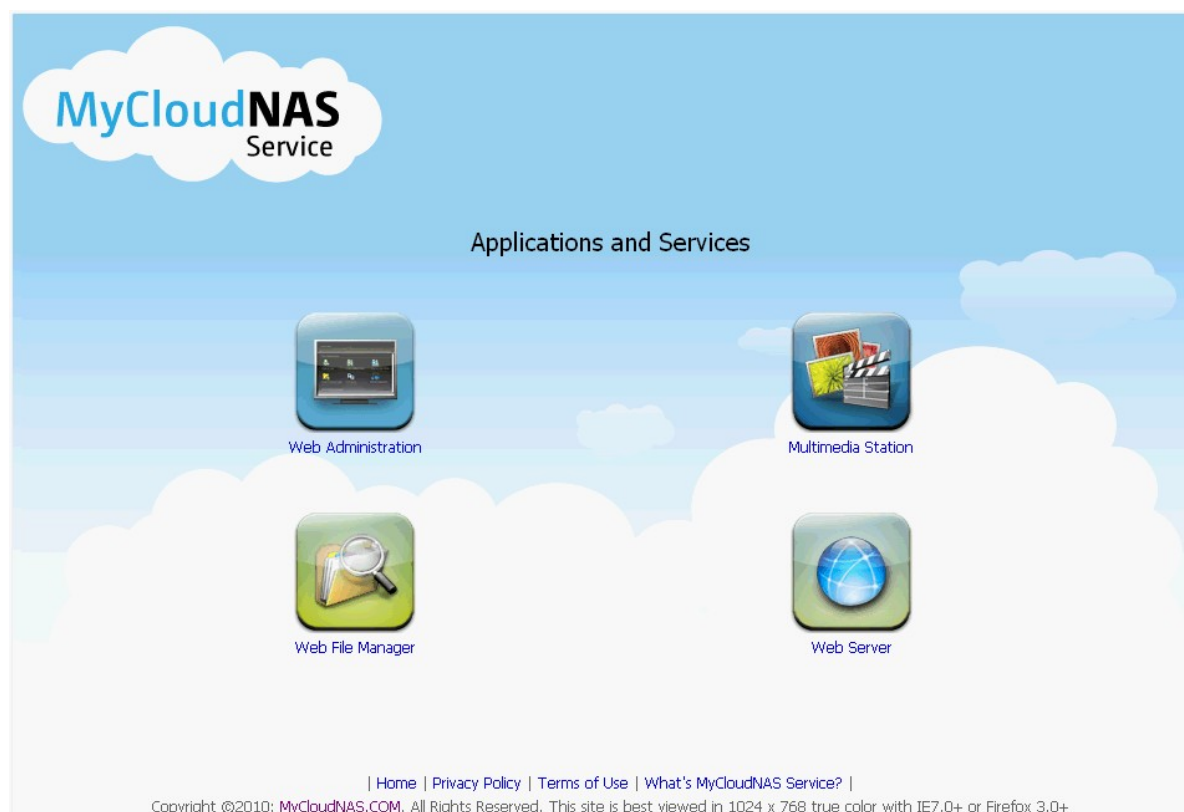 MyCloudNAS
Service
Applications and Services
Web Administration
Multimedia Station
Web File Manager
Web Server
| Home | Privacy Policy | Terms of Use | What's MyCloudNAS Service? |
Copyright ©2010; MyCloudNAS.COM. All Rights Reserved. This site is best viewed in 1024 x 768 true color with IE7.0+ or Firefox 3.0+